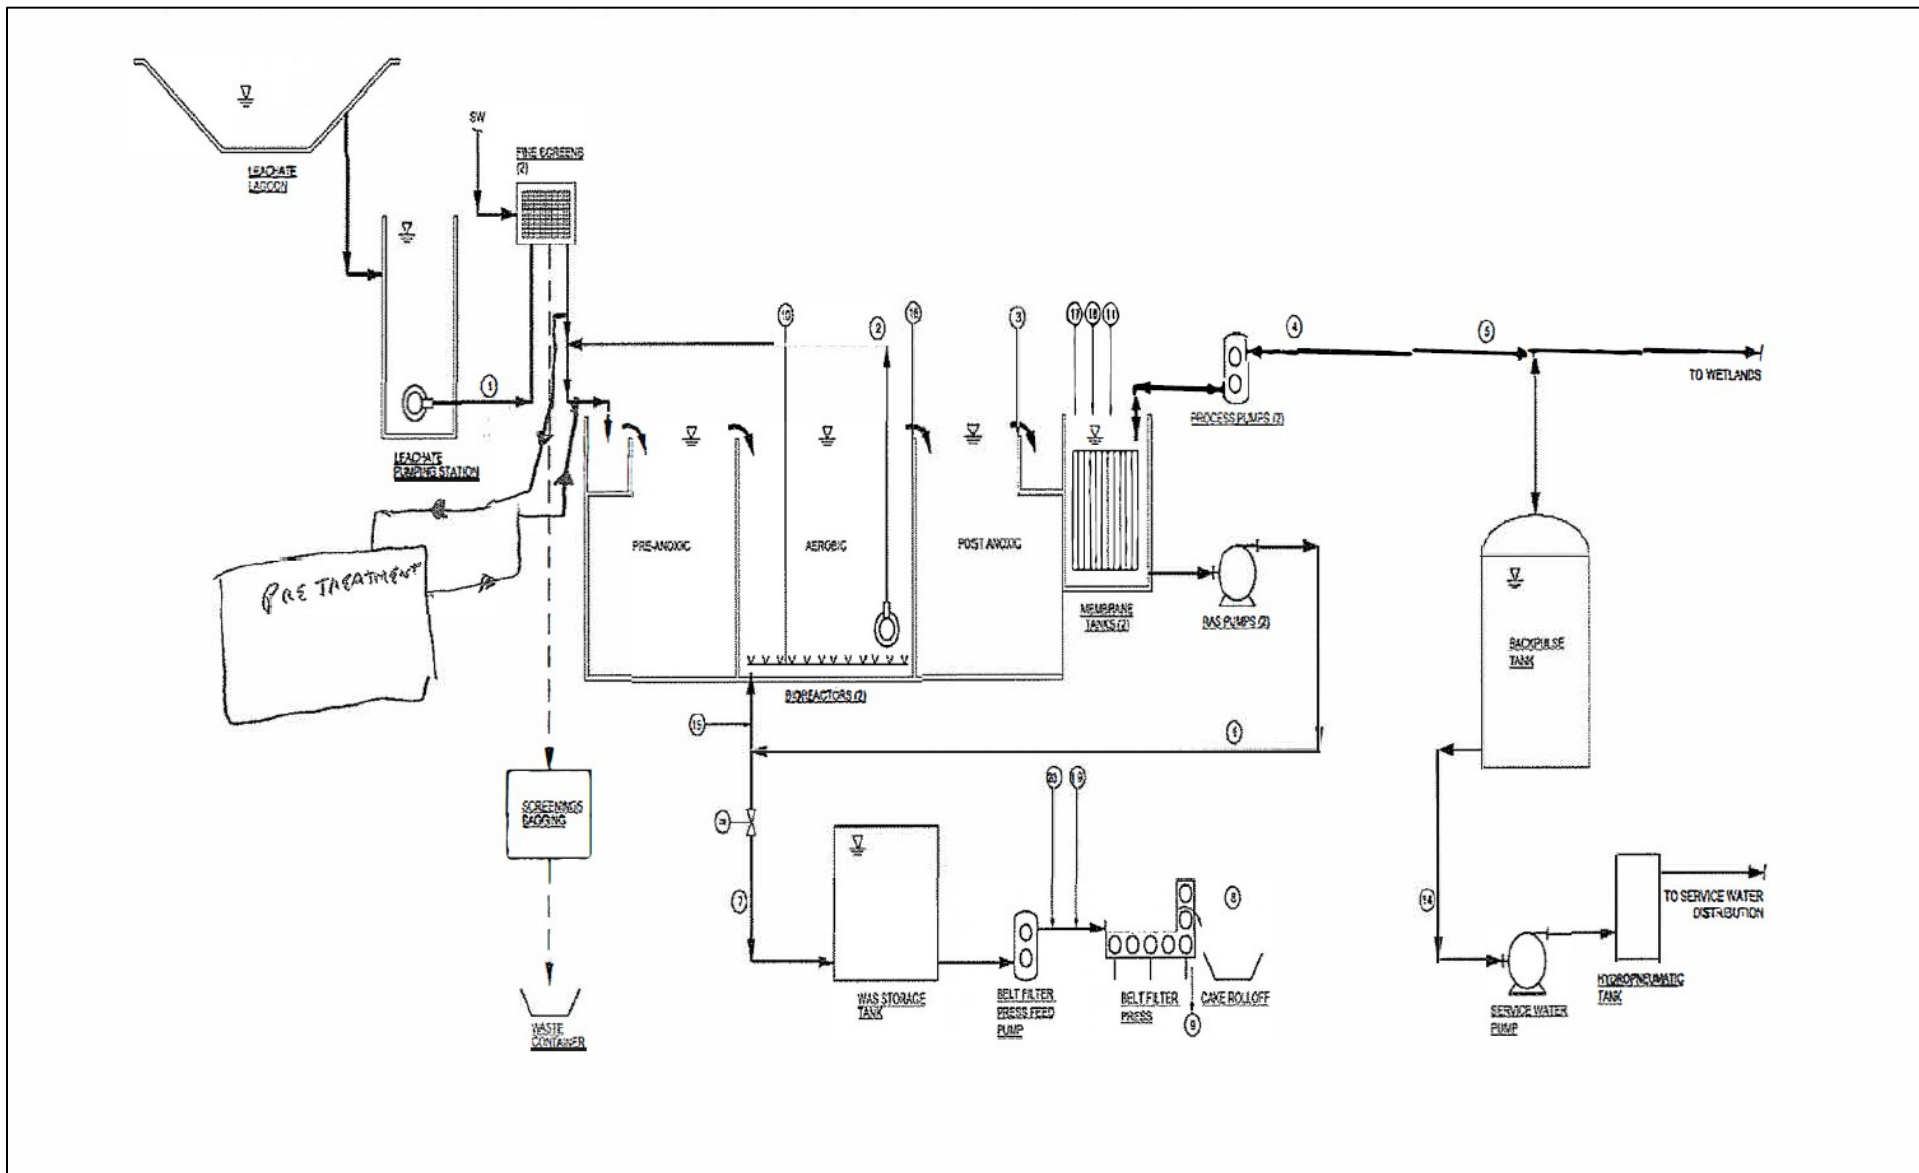 SW
FINE SCREENS
(2)
LEACHATE
LAGOON
10
2
16
3
17
18
11
4
5
TO WETLANDS
1
PROCESS PUMPS (2)
LEACHATE
PUMPING STATION
PRE-ANOXIC
AEROBIC
POST ANOXIC
PRE TREATMENT
MEMBRANE
TANKS (2)
RAS PUMPS (2)
BACKPULSE
TANK
BIOREACTORS (2)
15
20
19
SCREENINGS
BAGGING
7
8
14
TO SERVICE WATER
DISTRIBUTION
WAS STORAGE
TANK
BELT FILTER
PRESS FEED
PUMP
BELT FILTER
PRESS
CAKE ROLLOFF
9
HYDROPNEUMATIC
TANK
SERVICE WATER
PUMP
WASTE
CONTAINER